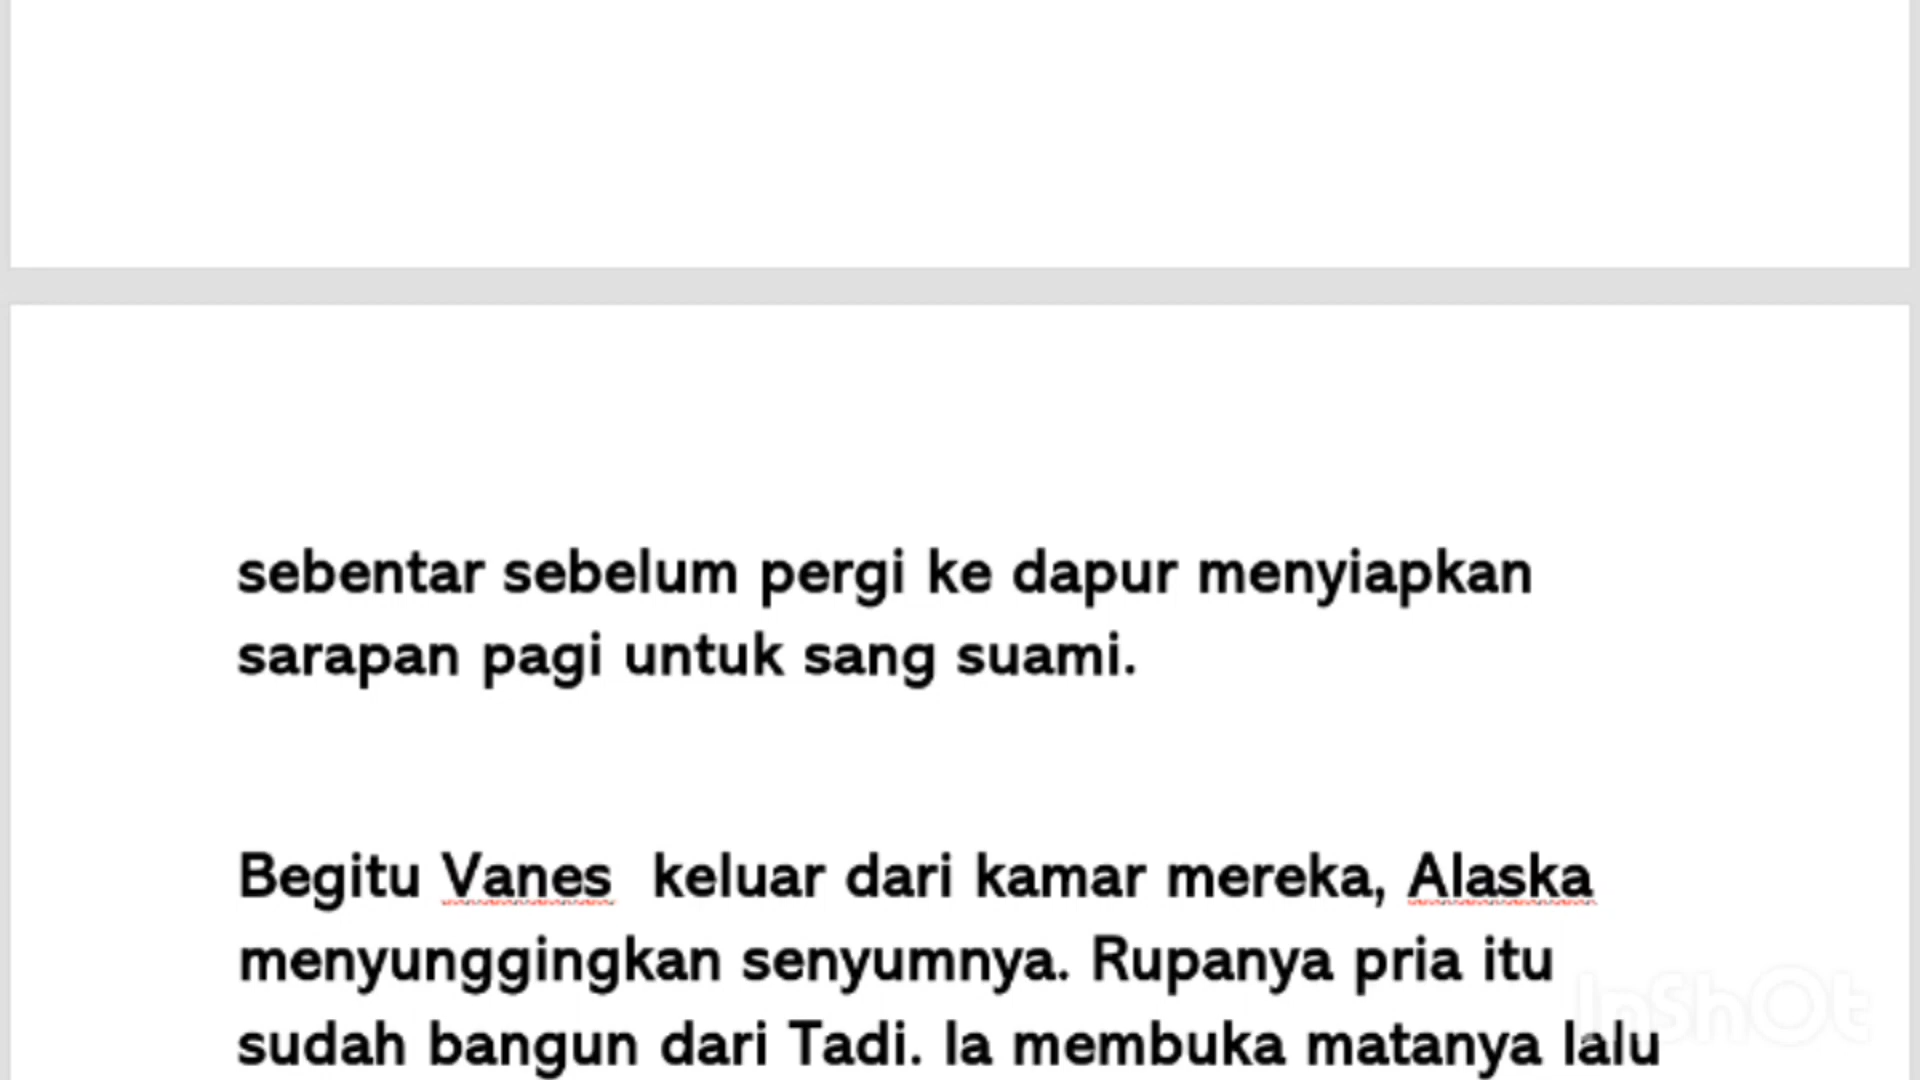 sebentar sebelum pergi ke dapur menyiapkan
sarapan pagi untuk sang suami.
Begitu Vanes  keluar dari kamar mereka, Alaska
menyunggingkan senyumnya. Rupanya pria itu
sudah bangun dari Tadi. Ia membuka matanya lalu
InShOt